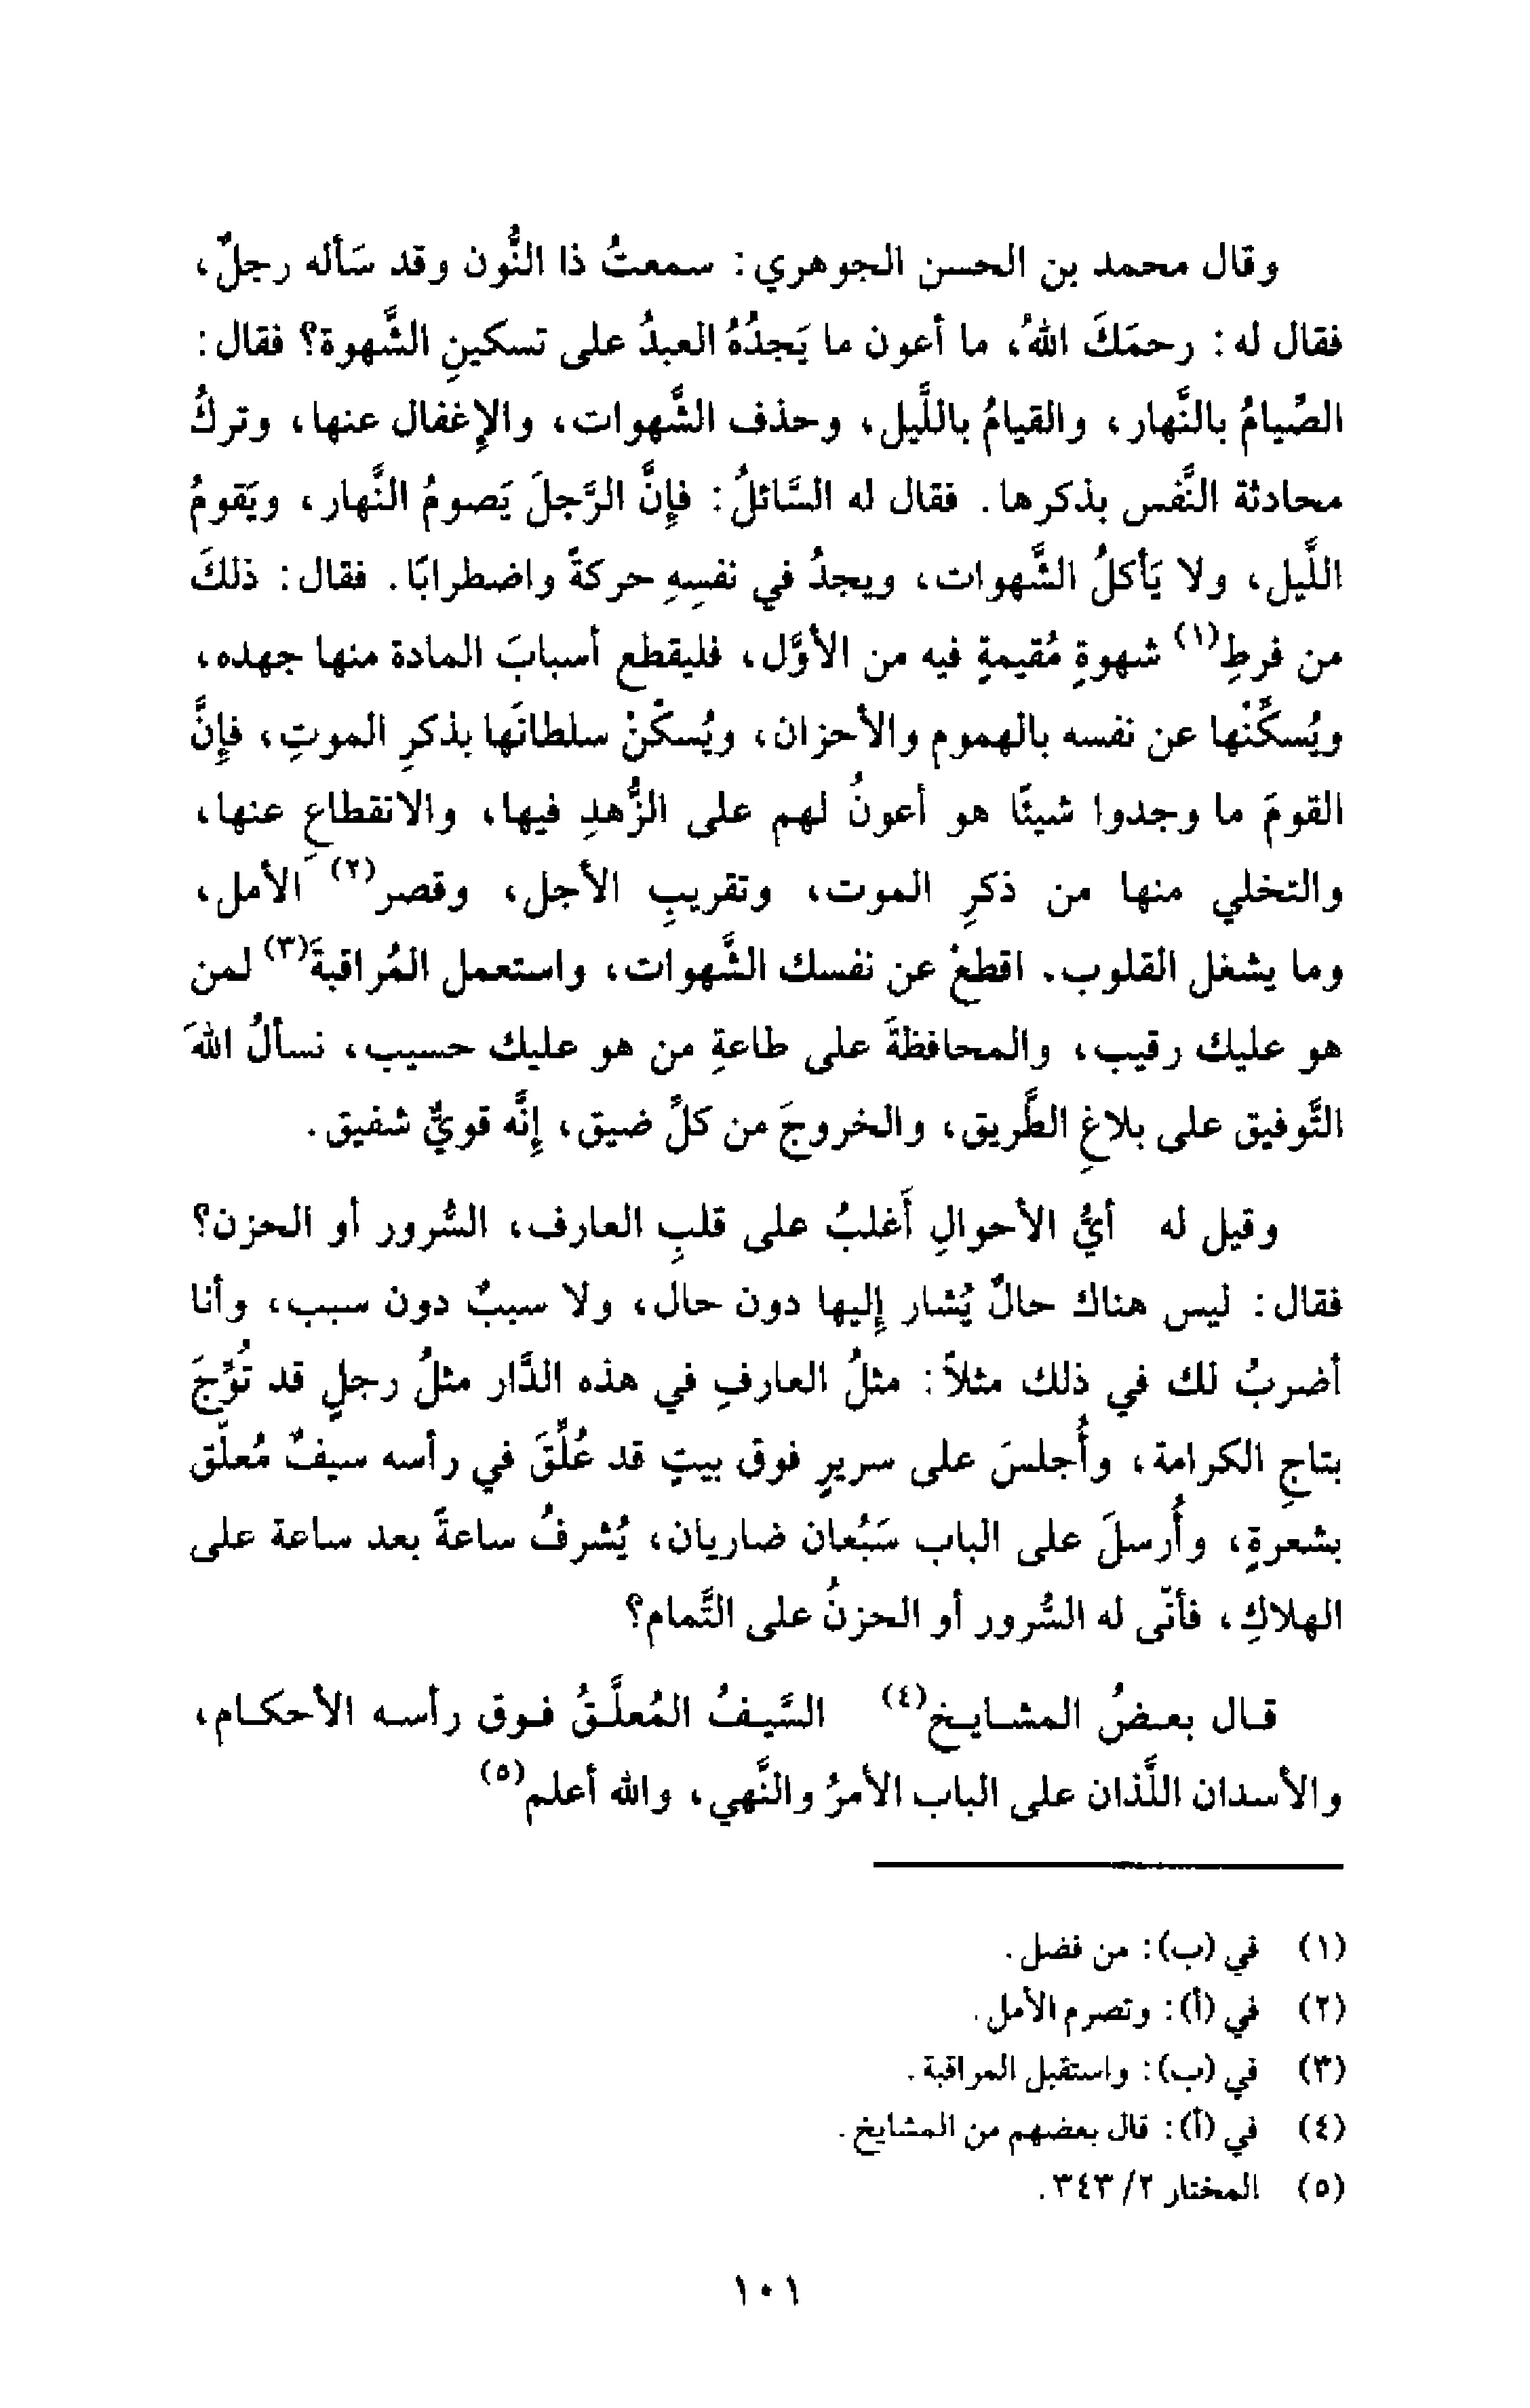 وقال محمد بن الحسن الجوهري: سمعتُ ذا النُّون وقد سَأله رجلٌ،
فقال له: رحمَكَ اللهُ، ما أعون ما يَجدُهُ العبدُ على تسكينِ الشَّهوة؟ فقال:
الصِّيامُ بالنَّهار، والقيامُ باللَّيل، وحذف الشَّهوات، والإغفال عنها، وتركُ
محادثة النَّفس بذكرها. فقال له السَّائلُ: فإنَّ الرَّجلَ يَصومُ النَّهار، ويَقومُ
اللَّيل، ولا يَأكلُ الشَّهوات، ويجدُ في نفسِهِ حركةً واضطرابًا. فقال: ذلكَ
من فرطِ(١) شهوةٍ مُقيمةٍ فيه من الأوَّل، فليقطع أسبابَ المادة منها جهده،
ويُسكِّنْها عن نفسه بالهموم والأحزان، ويُسكّنْ سلطانَها بذكرِ الموتِ، فإنَّ
القومَ ما وجدوا شيئًا هو أعونُ لهم على الزُّهدِ فيها، والانقطاعِ عنها،
والتخلي منها من ذكرِ الموت، وتقريبِ الأجل، وقصر(٢) الأمل،
وما يشغل القلوب. اقطعْ عن نفسك الشَّهوات، واستعمل المُراقبةَ(٣) لمن
هو عليك رقيب، والمحافظةَ على طاعةِ من هو عليك حسيب، نسألُ اللهَ
التَّوفيق على بلاغِ الطَّريق، والخروجَ من كلِّ ضيق، إنَّه قويٌّ شفيق.
وقيل له أيُّ الأحوالِ أَغلبُ على قلبِ العارف، السُّرور أو الحزن؟
فقال: ليس هناك حالٌ يُشار إليها دون حال، ولا سببٌ دون سبب، وأنا
أضربُ لك في ذلك مثلاً: مثلُ العارفِ في هذه الدَّار مثلُ رجلٍ قد تُوِّجَ
بتاجِ الكرامة، وأُجلسَ على سريرٍ فوق بيتٍ قد عُلِّقَ في رأسه سيفٌ مُعلّق
بشعرةٍ، وأُرسلَ على الباب سَبُعان ضاريان، يُشرفُ ساعةً بعد ساعة على
الهلاكِ، فأنّى له السُّرور أو الحزنُ على التَّمام؟
قال بعضُ المشايخ(٤) السَّيفُ المُعلَّقُ فوق رأسه الأحكام،
والأسدان اللَّذان على الباب الأمرُ والنَّهي، والله أعلم(٥)
(١) في (ب): من فضل.
(٢) في (أ): وتصرم الأمل.
(٣) في (ب): واستقبل المراقبة.
(٤) في (أ): قال بعضهم من المشايخ.
(٥) المختار ٢/ ٣٤٣.
١٠١